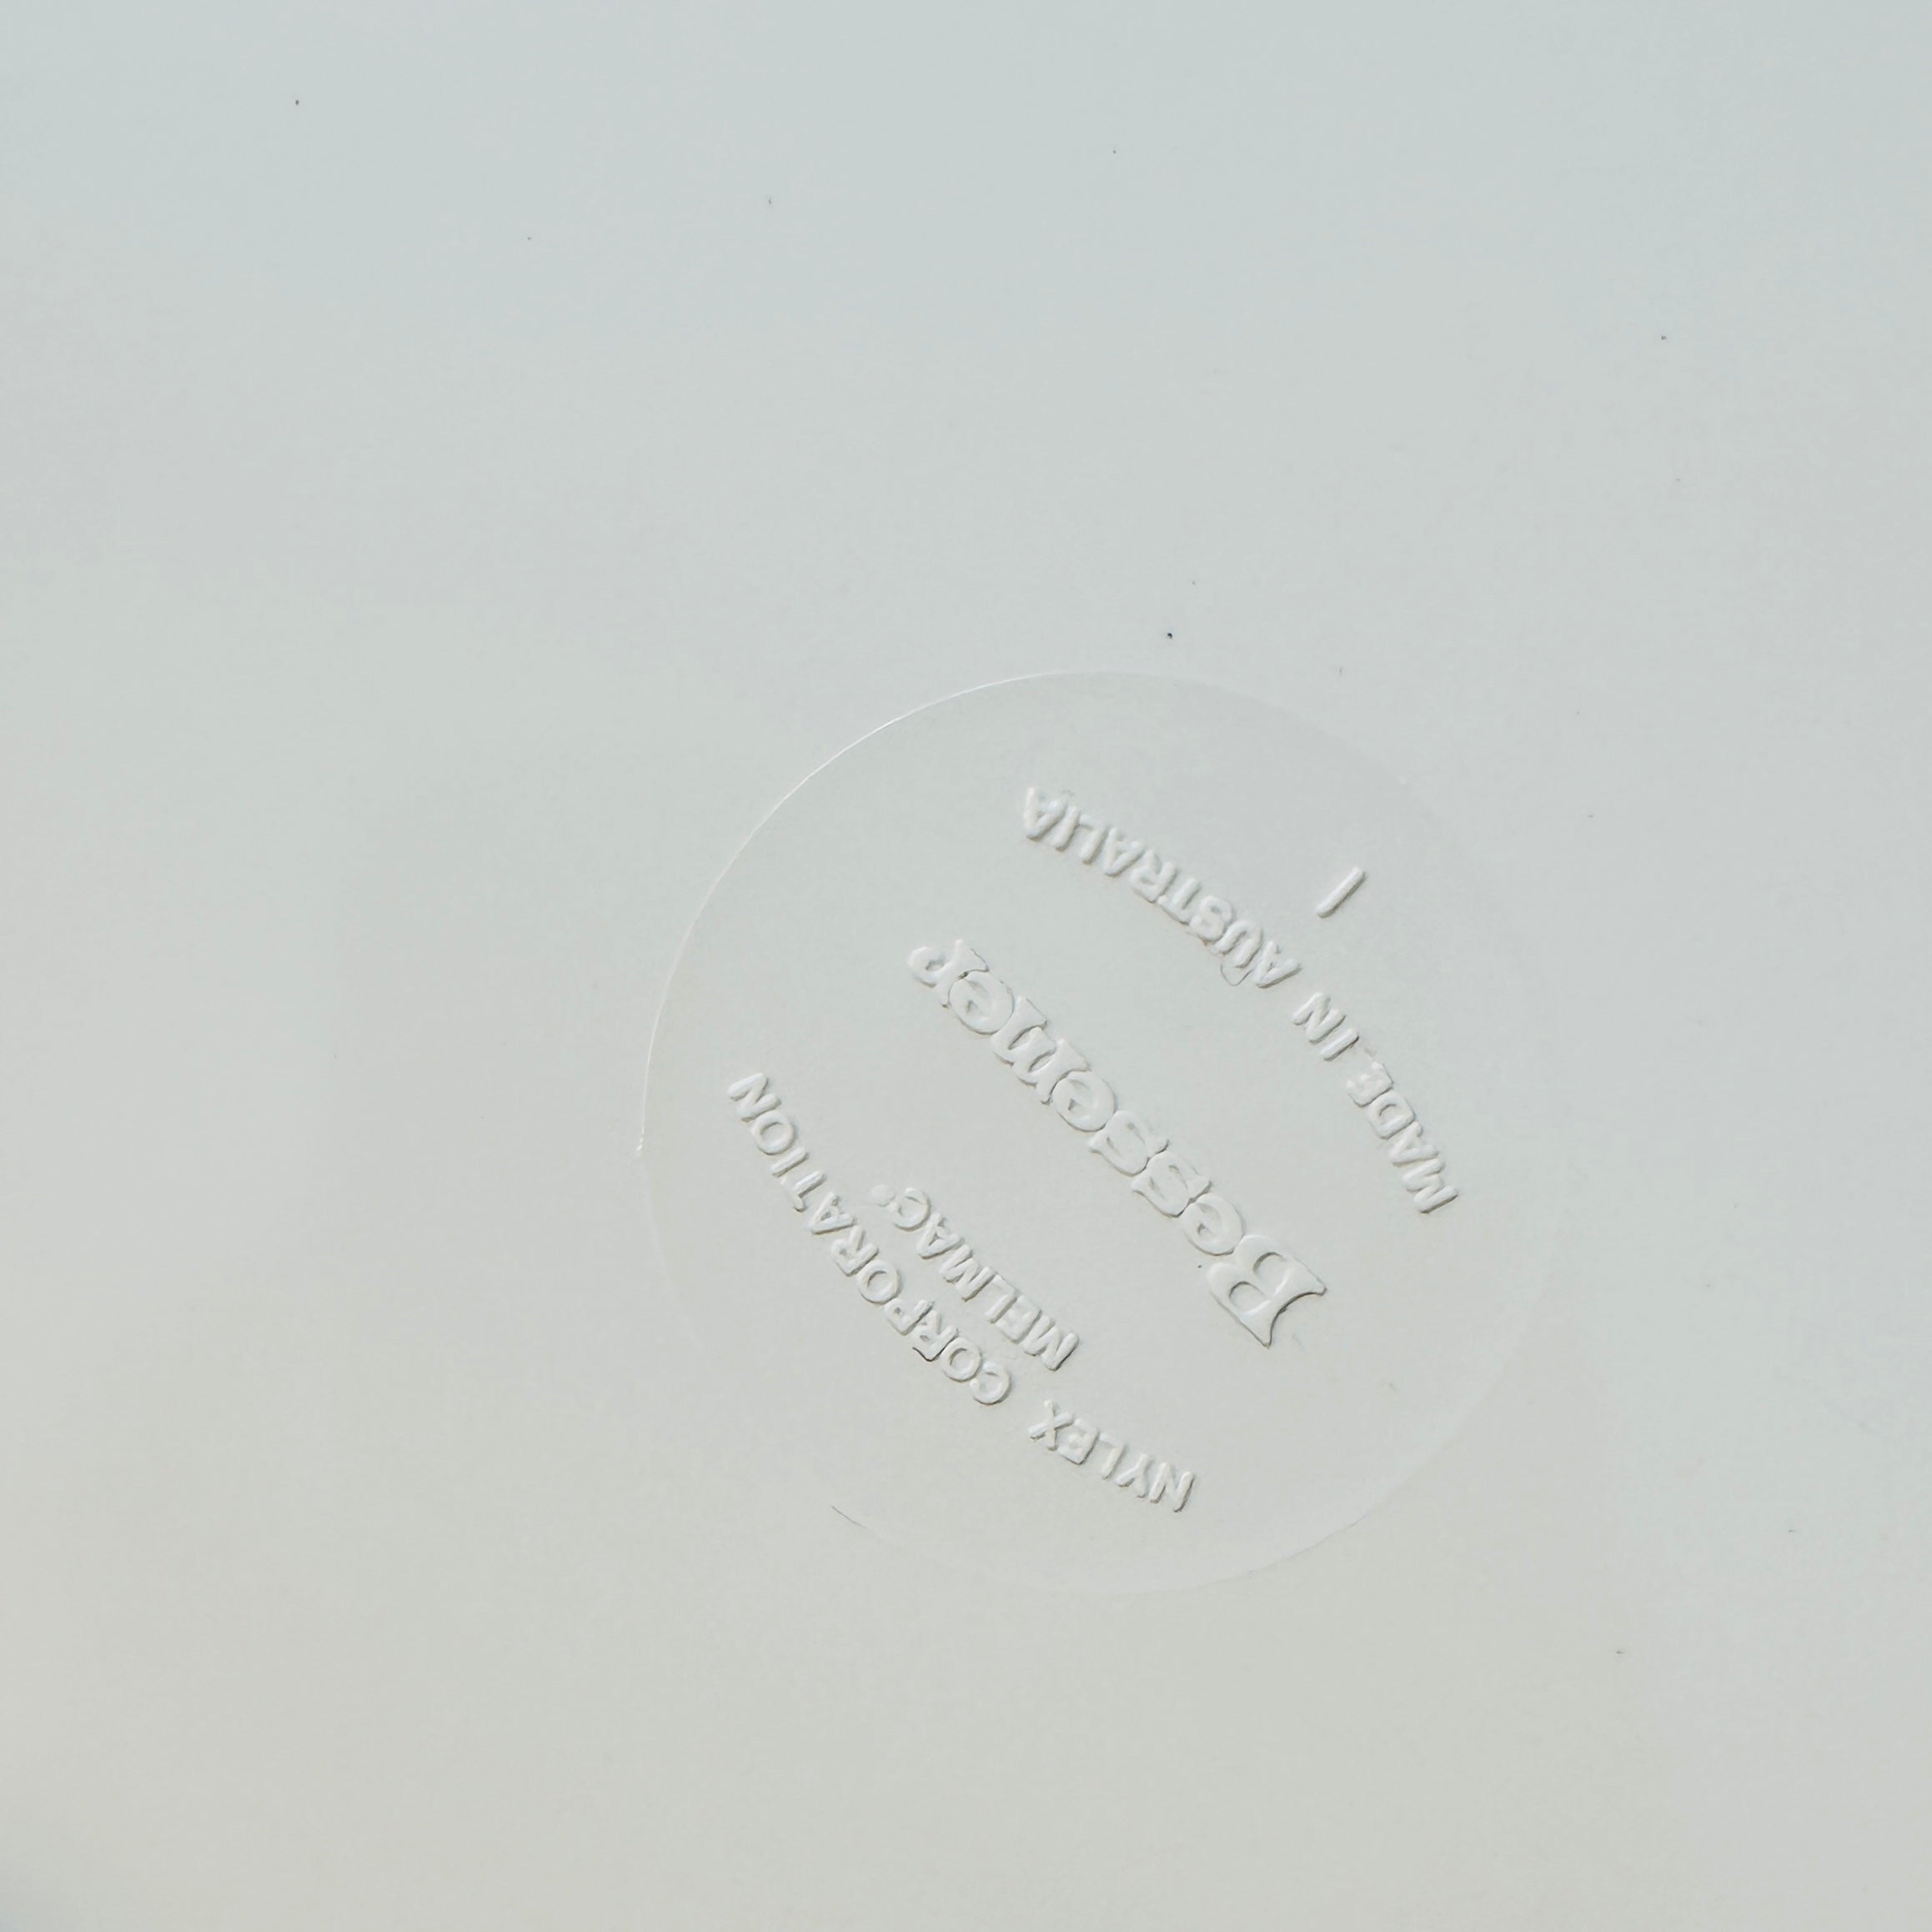 NYLEX CORPORATION
MELMAC
Bessemer
MADE IN AUSTRALIA
1